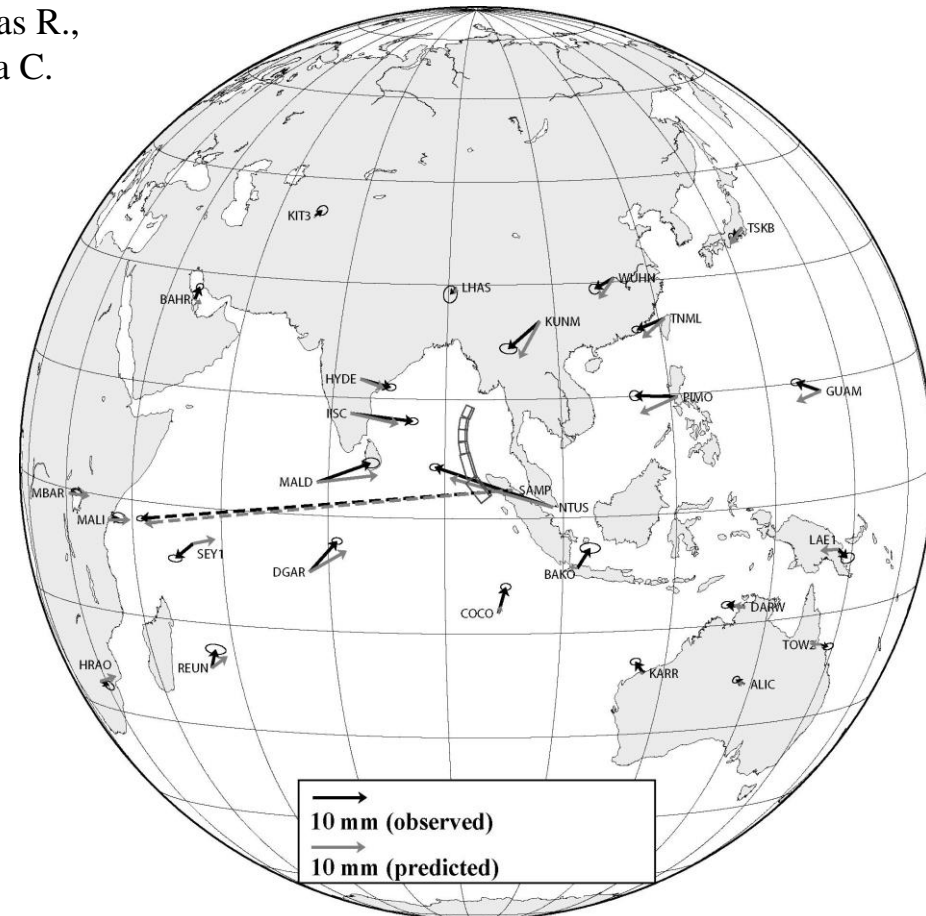 as R.,
a C.
TSKB
KIT3
WUHN
LHAS
BAHR
TNML
KUNM
HYDE
GUAM
PIMO
IISC
MALD
SAMP
MBAR
NTUS
MALI
LAE1
SEY1
DGAR
BAKO
COCO
DARW
TOW2
HRAO
REUN
KARR
ALIC
10 mm (observed)
10 mm (predicted)